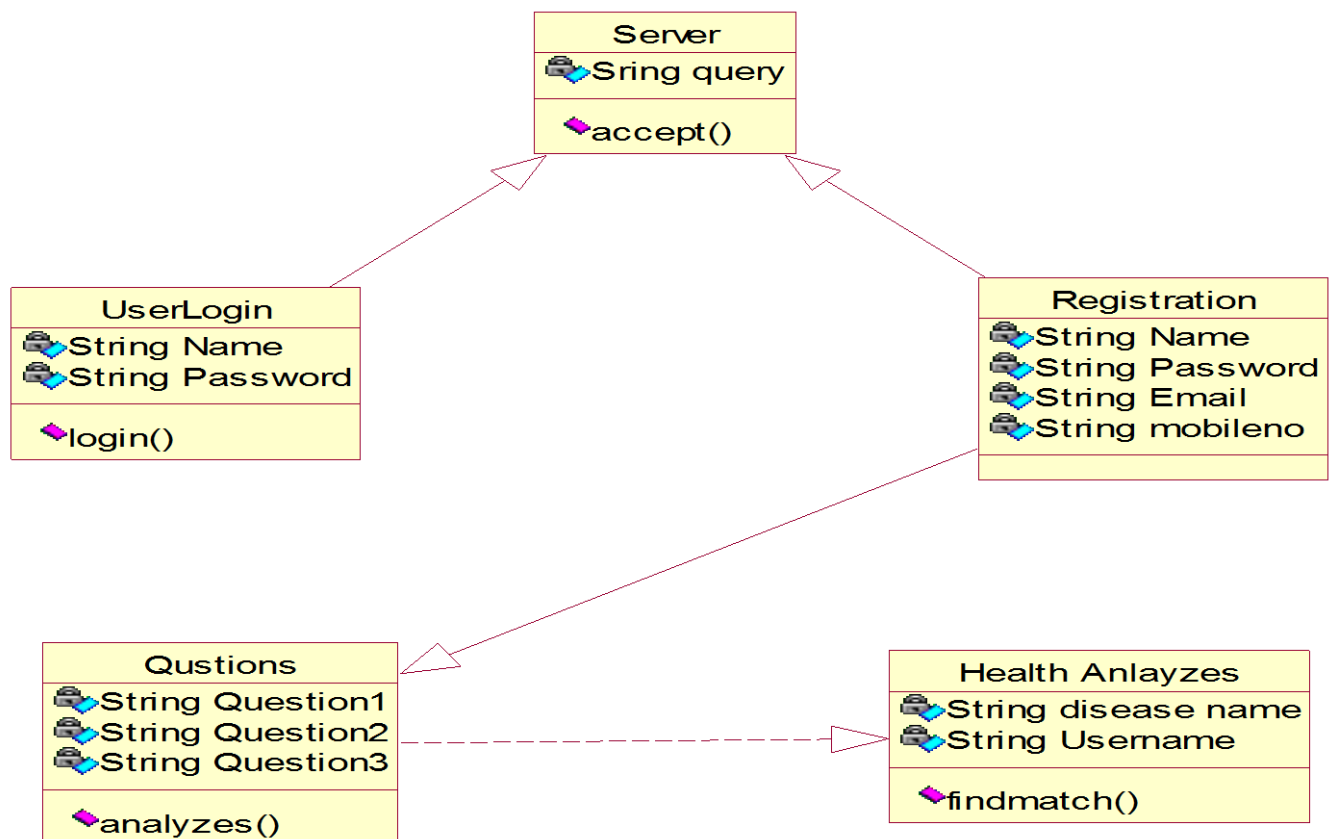 Server
Sring query
accept()
UserLogin
String Name
String Password
login()
Registration
String Name
String Password
String Email
String mobileno
Qustions
String Question1
String Question2
String Question3
analyzes()
Health Anlayzes
String disease name
String Username
findmatch()